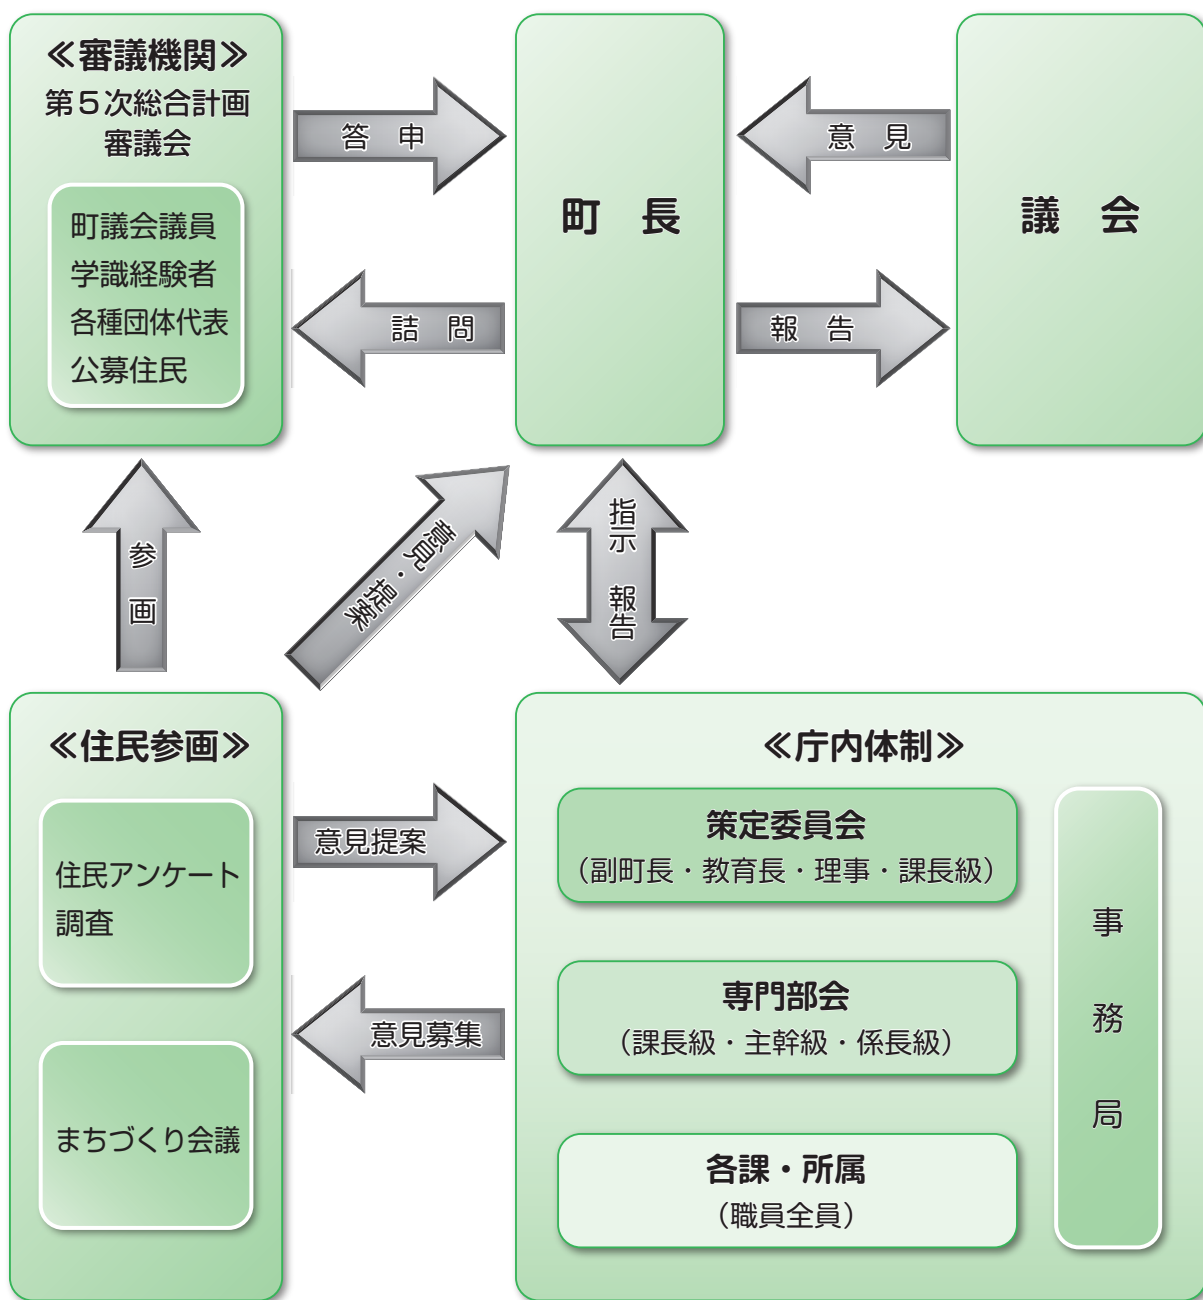 ≪審議機関≫
第5次総合計画
審議会
町議会議員
学識経験者
各種団体代表
公募住民
答 申
詰 問
町 長
意 見
報 告
議 会
参 画
意見・提案
指示 報告
≪住民参画≫
住民アンケート
調査
まちづくり会議
意見提案
意見募集
≪庁内体制≫
策定委員会
(副町長・教育長・理事・課長級)
専門部会
(課長級・主幹級・係長級)
各課・所属
(職員全員)
事務局